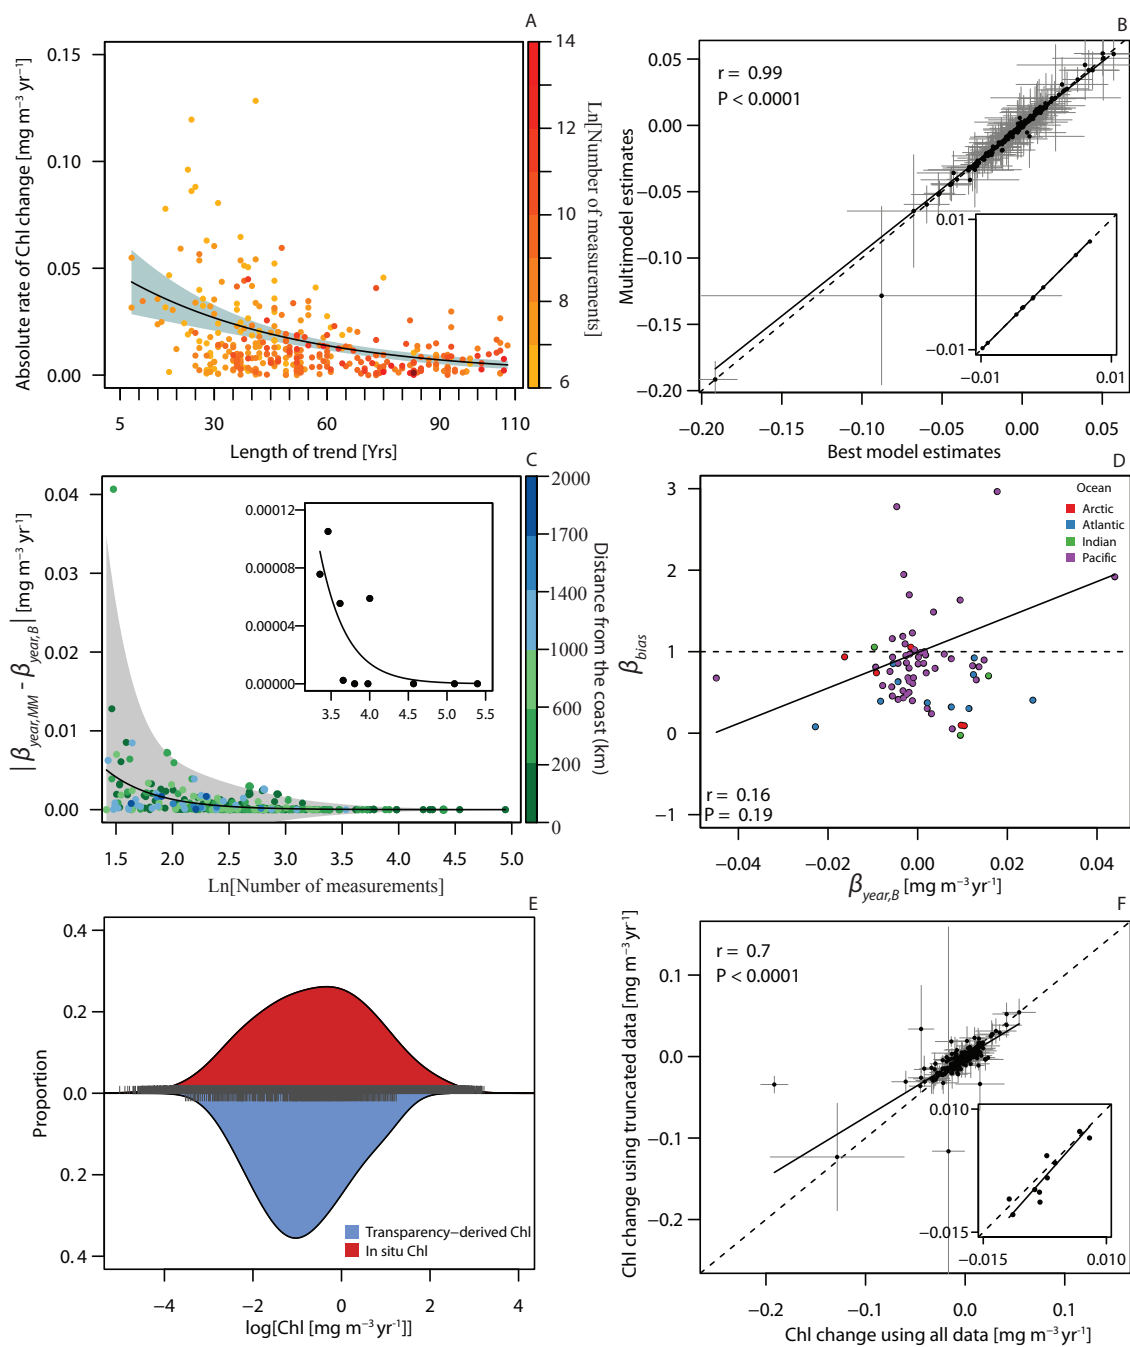 A
0.15
0.10
0.05
0.00
Absolute rate of Chl change [mg m⁻³ yr⁻¹]
5 30 60 90 110
Length of trend [Yrs]
14
12
10
8
6
Ln[Number of measurements]
B
r = 0.99
P < 0.0001
0.05
0.00
−0.05
−0.10
−0.15
−0.20
Multimodel estimates
−0.20 −0.15 −0.10 −0.05 0.00 0.05
Best model estimates
0.01
−0.01
−0.01 0.01
C
0.04
0.03
0.02
0.01
0.00
|β year,MM - β year,B| [mg m⁻³ yr⁻¹]
1.5 2.0 2.5 3.0 3.5 4.0 4.5 5.0
Ln[Number of measurements]
0.00012
0.00008
0.00004
0.00000
3.5 4.0 4.5 5.0 5.5
2000
1700
1400
1000
600
200
0
Distance from the coast (km)
D
3
2
1
0
−1
β bias
Ocean
Arctic
Atlantic
Indian
Pacific
r = 0.16
P = 0.19
−0.04 −0.02 0.00 0.02 0.04
β year,B [mg m⁻³ yr⁻¹]
E
0.4
0.2
0.0
0.2
0.4
Proportion
Transparency−derived Chl
In situ Chl
−4 −2 0 2 4
log[Chl [mg m⁻³ yr⁻¹]]
F
r = 0.7
P < 0.0001
0.1
0.0
−0.1
−0.2
Chl change using truncated data [mg m⁻³ yr⁻¹]
0.010
−0.015
−0.015 0.010
−0.2 −0.1 0.0 0.1
Chl change using all data [mg m⁻³ yr⁻¹]